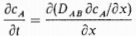 ∂c_A/∂t = ∂(D_AB ∂c_A/∂x)/∂x